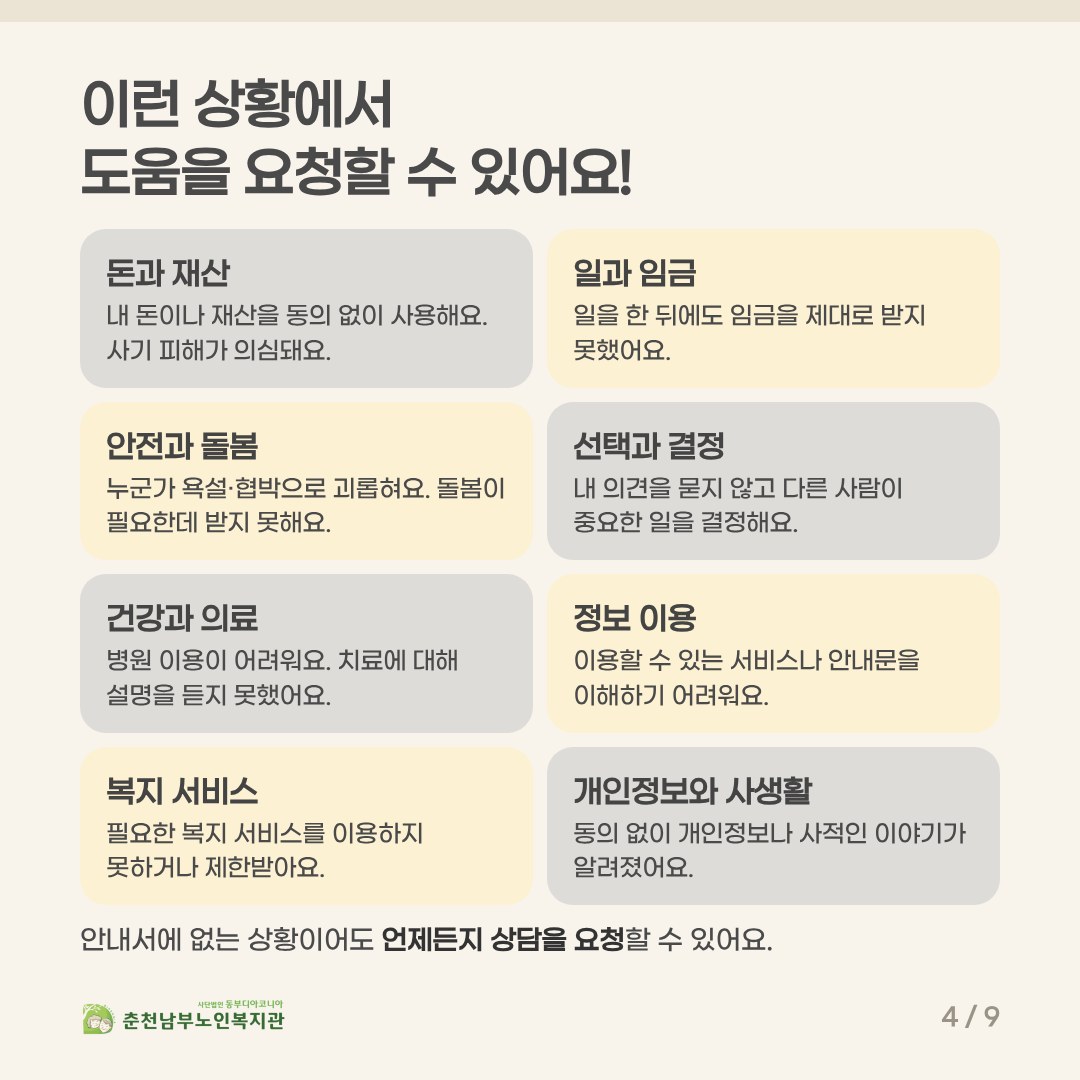 이런 상황에서
도움을 요청할 수 있어요!
돈과 재산
내 돈이나 재산을 동의 없이 사용해요.
사기 피해가 의심돼요.
일과 임금
일을 한 뒤에도 임금을 제대로 받지
못했어요.
안전과 돌봄
누군가 욕설·협박으로 괴롭혀요. 돌봄이
필요한데 받지 못해요.
선택과 결정
내 의견을 묻지 않고 다른 사람이
중요한 일을 결정해요.
건강과 의료
병원 이용이 어려워요. 치료에 대해
설명을 듣지 못했어요.
정보 이용
이용할 수 있는 서비스나 안내문을
이해하기 어려워요.
복지 서비스
필요한 복지 서비스를 이용하지
못하거나 제한받아요.
개인정보와 사생활
동의 없이 개인정보나 사적인 이야기가
알려졌어요.
안내서에 없는 상황이어도 언제든지 상담을 요청할 수 있어요.
사단법인 동부디아코니아
춘천남부노인복지관
4 / 9